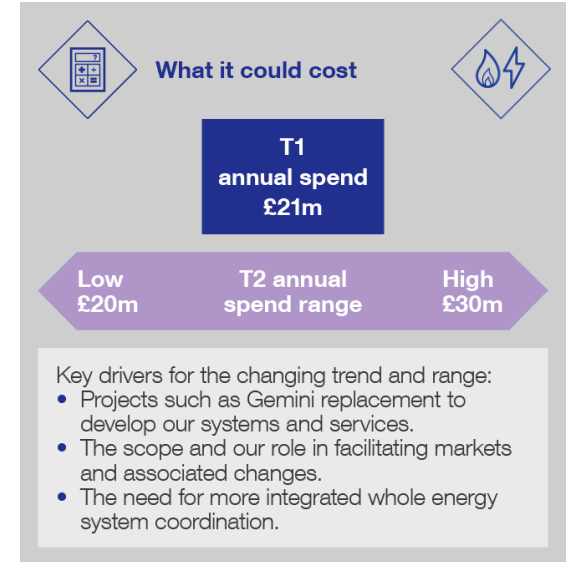 What it could cost
T1
annual spend
£21m
Low
£20m
T2 annual
spend range
High
£30m
Key drivers for the changing trend and range:
• Projects such as Gemini replacement to
develop our systems and services.
• The scope and our role in facilitating markets
and associated changes.
• The need for more integrated whole energy
system coordination.